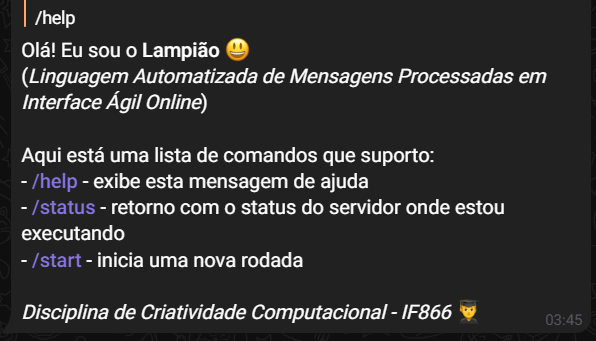 /help
Olá! Eu sou o Lampião 😃
(Linguagem Automatizada de Mensagens Processadas em
Interface Ágil Online)
Aqui está uma lista de comandos que suporto:
- /help - exibe esta mensagem de ajuda
- /status - retorno com o status do servidor onde estou
executando
- /start - inicia uma nova rodada
Disciplina de Criatividade Computacional - IF866 👨‍🎓
03:45